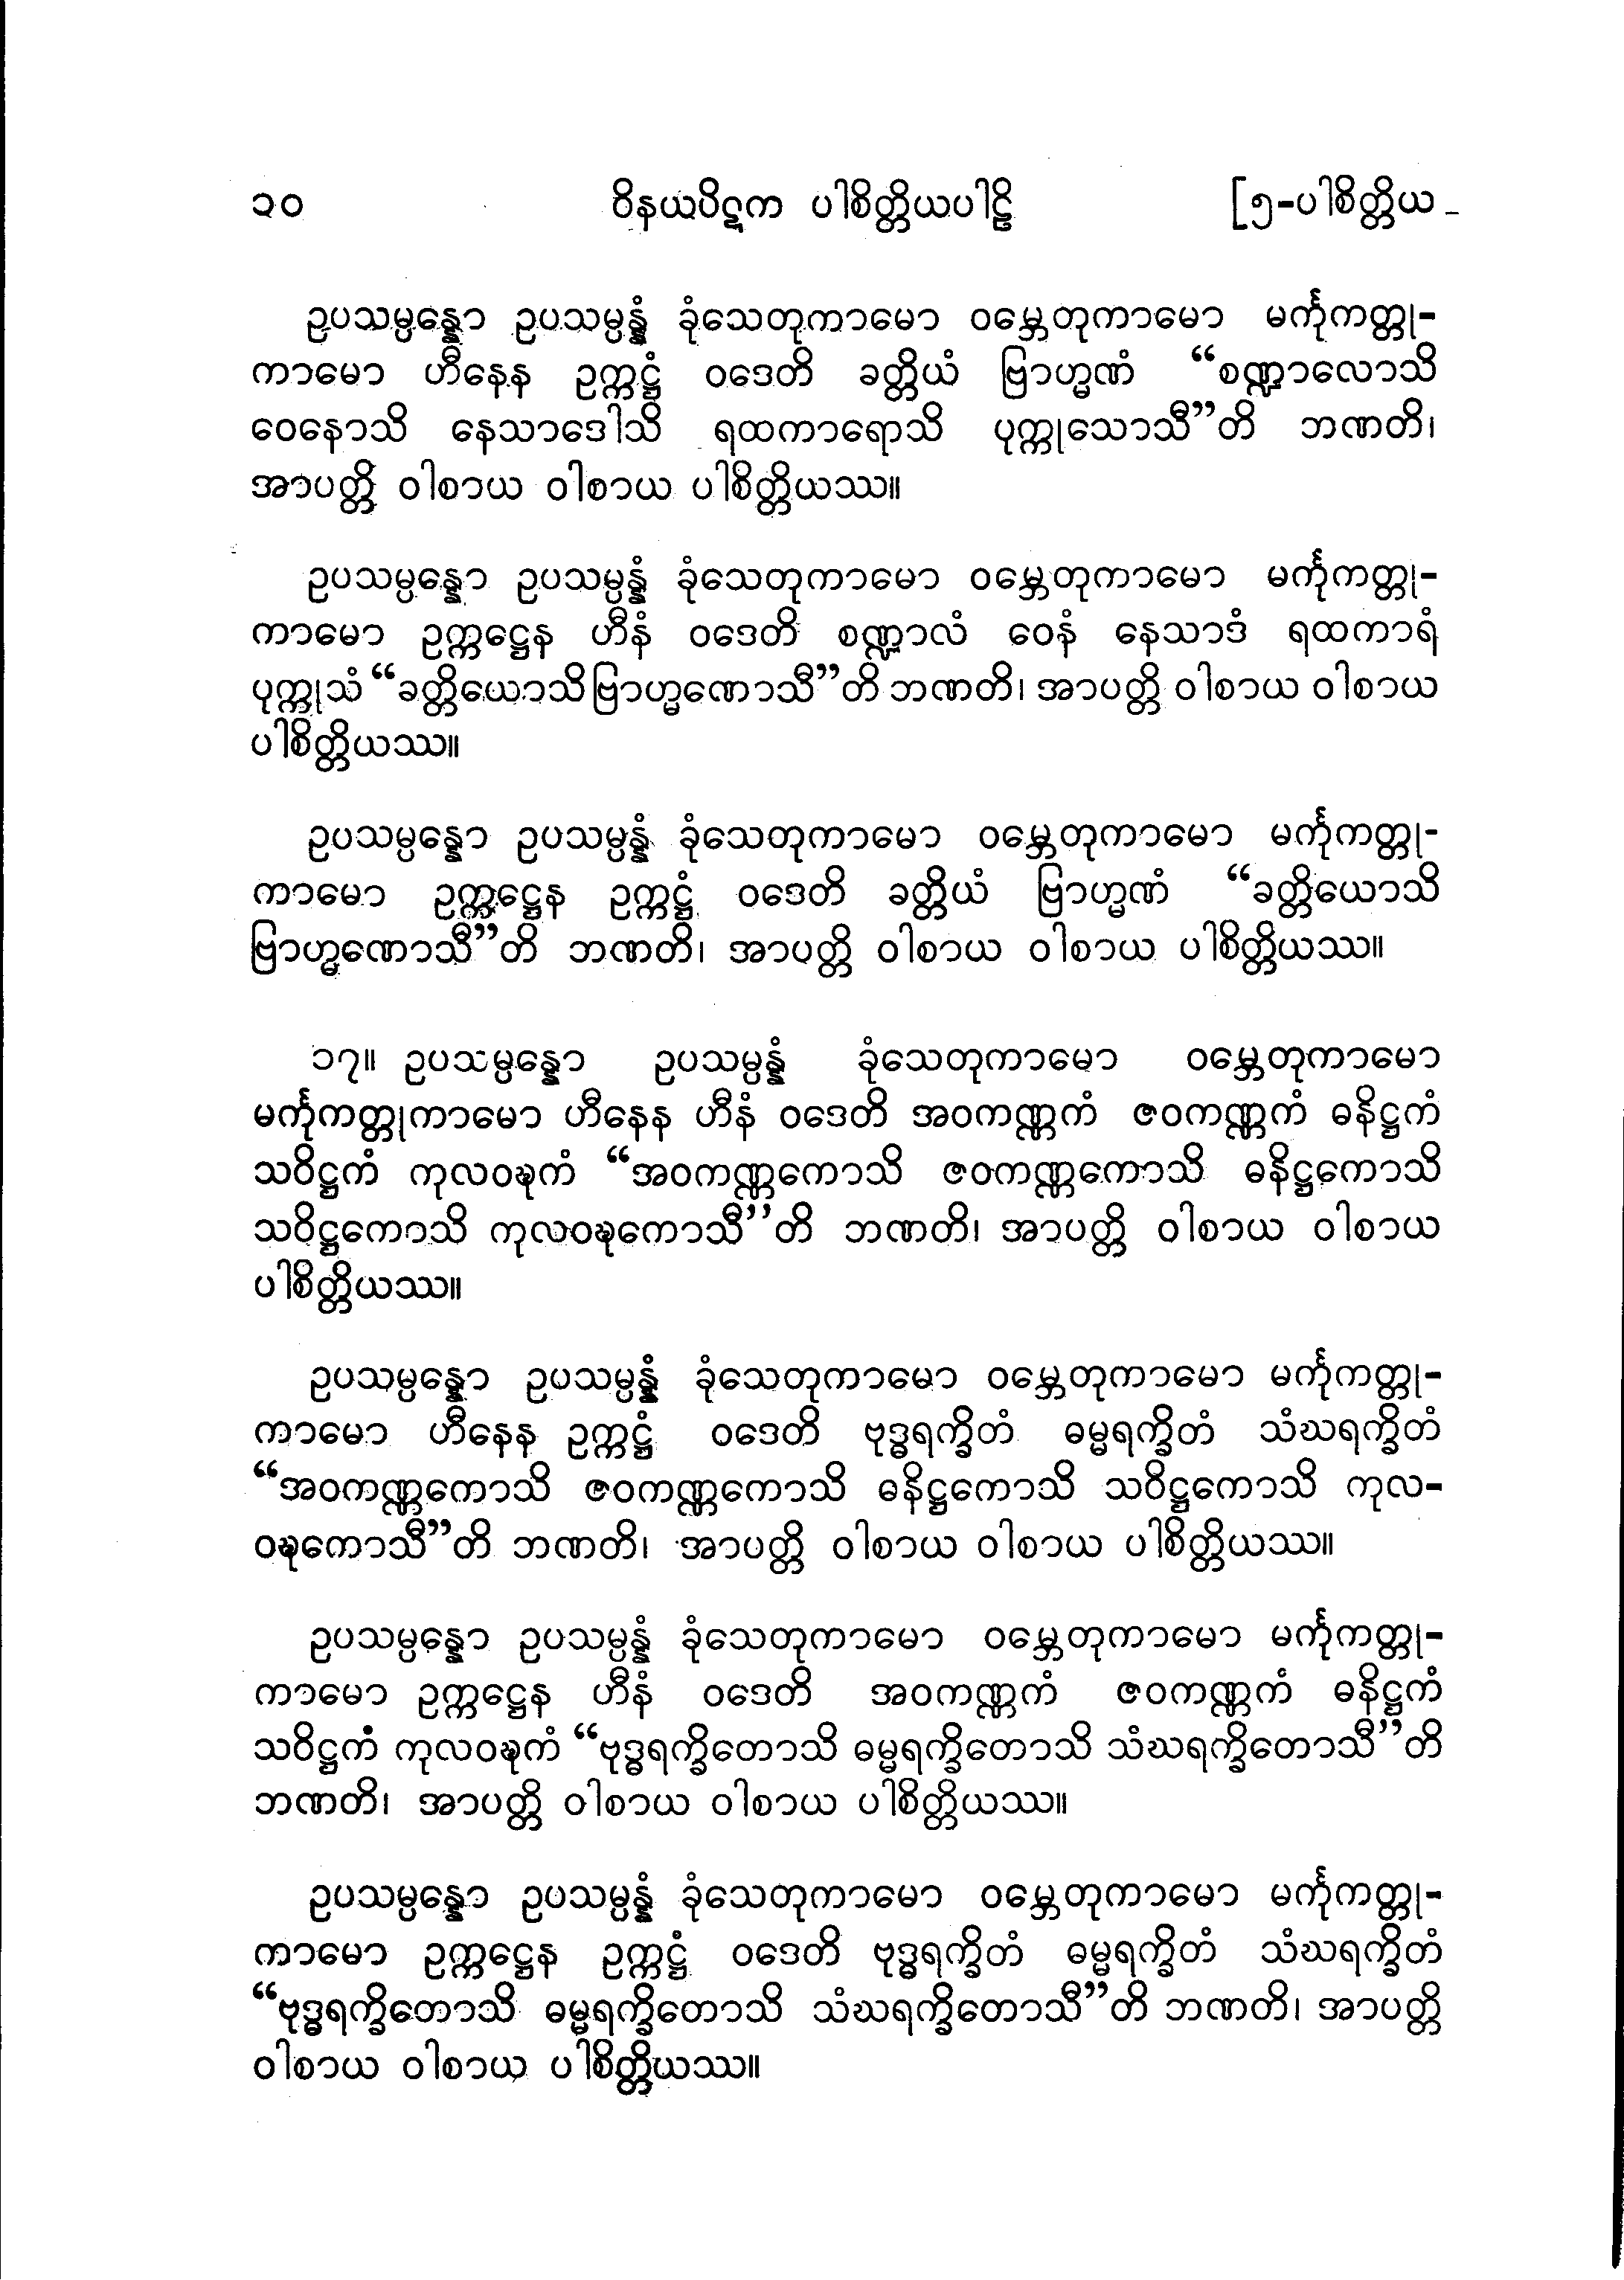 ၁၀ ဝိနယပိဋက ပါစိတ္တိယပါဠိ [၅-ပါစိတ္တိယ
ဥပသမ္ပန္နော ဥပသမ္ပန္နံ ခုံသေတုကာမော ဝမ္ဘေတုကာမော မင်္ကုကတ္တု-
ကာမော ဟီနေန ဥက္ကဋ္ဌံ ဝဒေတိ ခတ္တိယံ ဗြာဟ္မဏံ “စဏ္ဍာလောသိ
ဝေနောသိ နေသာဒေါသိ ရထကာရောသိ ပုက္ကုသောသီ”တိ ဘဏတိ၊
အာပတ္တိ ဝါစာယ ဝါစာယ ပါစိတ္တိယဿ။
ဥပသမ္ပန္နော ဥပသမ္ပန္နံ ခုံသေတုကာမော ဝမ္ဘေတုကာမော မင်္ကုကတ္တု-
ကာမော ဥက္ကဋ္ဌေန ဟီနံ ဝဒေတိ စဏ္ဍာလံ ဝေနံ နေသာဒံ ရထကာရံ
ပုက္ကုသံ “ခတ္တိယောသိ ဗြာဟ္မဏောသီ”တိ ဘဏတိ၊ အာပတ္တိ ဝါစာယ ဝါစာယ
ပါစိတ္တိယဿ။
ဥပသမ္ပန္နော ဥပသမ္ပန္နံ ခုံသေတုကာမော ဝမ္ဘေတုကာမော မင်္ကုကတ္တု-
ကာမော ဥက္ကဋ္ဌေန ဥက္ကဋ္ဌံ ဝဒေတိ ခတ္တိယံ ဗြာဟ္မဏံ “ခတ္တိယောသိ
ဗြာဟ္မဏောသီ”တိ ဘဏတိ၊ အာပတ္တိ ဝါစာယ ဝါစာယ ပါစိတ္တိယဿ။
၁၇။ ဥပသမ္ပန္နော ဥပသမ္ပန္နံ ခုံသေတုကာမော ဝမ္ဘေတုကာမော
မင်္ကုကတ္တုကာမော ဟီနေန ဟီနံ ဝဒေတိ အဝကဏ္ဏကံ ဇဝကဏ္ဏကံ ဓနိဋ္ဌကံ
သဝိဋ္ဌကံ ကုလဝဍ္ဎကံ “အဝကဏ္ဏကောသိ ဇဝကဏ္ဏကောသိ ဓနိဋ္ဌကောသိ
သဝိဋ္ဌကောသိ ကုလဝဍ္ဎကောသီ”တိ ဘဏတိ၊ အာပတ္တိ ဝါစာယ ဝါစာယ
ပါစိတ္တိယဿ။
ဥပသမ္ပန္နော ဥပသမ္ပန္နံ ခုံသေတုကာမော ဝမ္ဘေတုကာမော မင်္ကုကတ္တု-
ကာမော ဟီနေန ဥက္ကဋ္ဌံ ဝဒေတိ ဗုဒ္ဓရက္ခိတံ ဓမ္မရက္ခိတံ သံဃရက္ခိတံ
“အဝကဏ္ဏကောသိ ဇဝကဏ္ဏကောသိ ဓနိဋ္ဌကောသိ သဝိဋ္ဌကောသိ ကုလ-
ဝဍ္ဎကောသီ”တိ ဘဏတိ၊ အာပတ္တိ ဝါစာယ ဝါစာယ ပါစိတ္တိယဿ။
ဥပသမ္ပန္နော ဥပသမ္ပန္နံ ခုံသေတုကာမော ဝမ္ဘေတုကာမော မင်္ကုကတ္တု-
ကာမော ဥက္ကဋ္ဌေန ဟီနံ ဝဒေတိ အဝကဏ္ဏကံ ဇဝကဏ္ဏကံ ဓနိဋ္ဌကံ
သဝိဋ္ဌကံ ကုလဝဍ္ဎကံ “ဗုဒ္ဓရက္ခိတောသိ ဓမ္မရက္ခိတောသိ သံဃရက္ခိတောသီ”တိ
ဘဏတိ၊ အာပတ္တိ ဝါစာယ ဝါစာယ ပါစိတ္တိယဿ။
ဥပသမ္ပန္နော ဥပသမ္ပန္နံ ခုံသေတုကာမော ဝမ္ဘေတုကာမော မင်္ကုကတ္တု-
ကာမော ဥက္ကဋ္ဌေန ဥက္ကဋ္ဌံ ဝဒေတိ ဗုဒ္ဓရက္ခိတံ ဓမ္မရက္ခိတံ သံဃရက္ခိတံ
“ဗုဒ္ဓရက္ခိတောသိ ဓမ္မရက္ခိတောသိ သံဃရက္ခိတောသီ”တိ ဘဏတိ၊ အာပတ္တိ
ဝါစာယ ဝါစာယ ပါစိတ္တိယဿ။